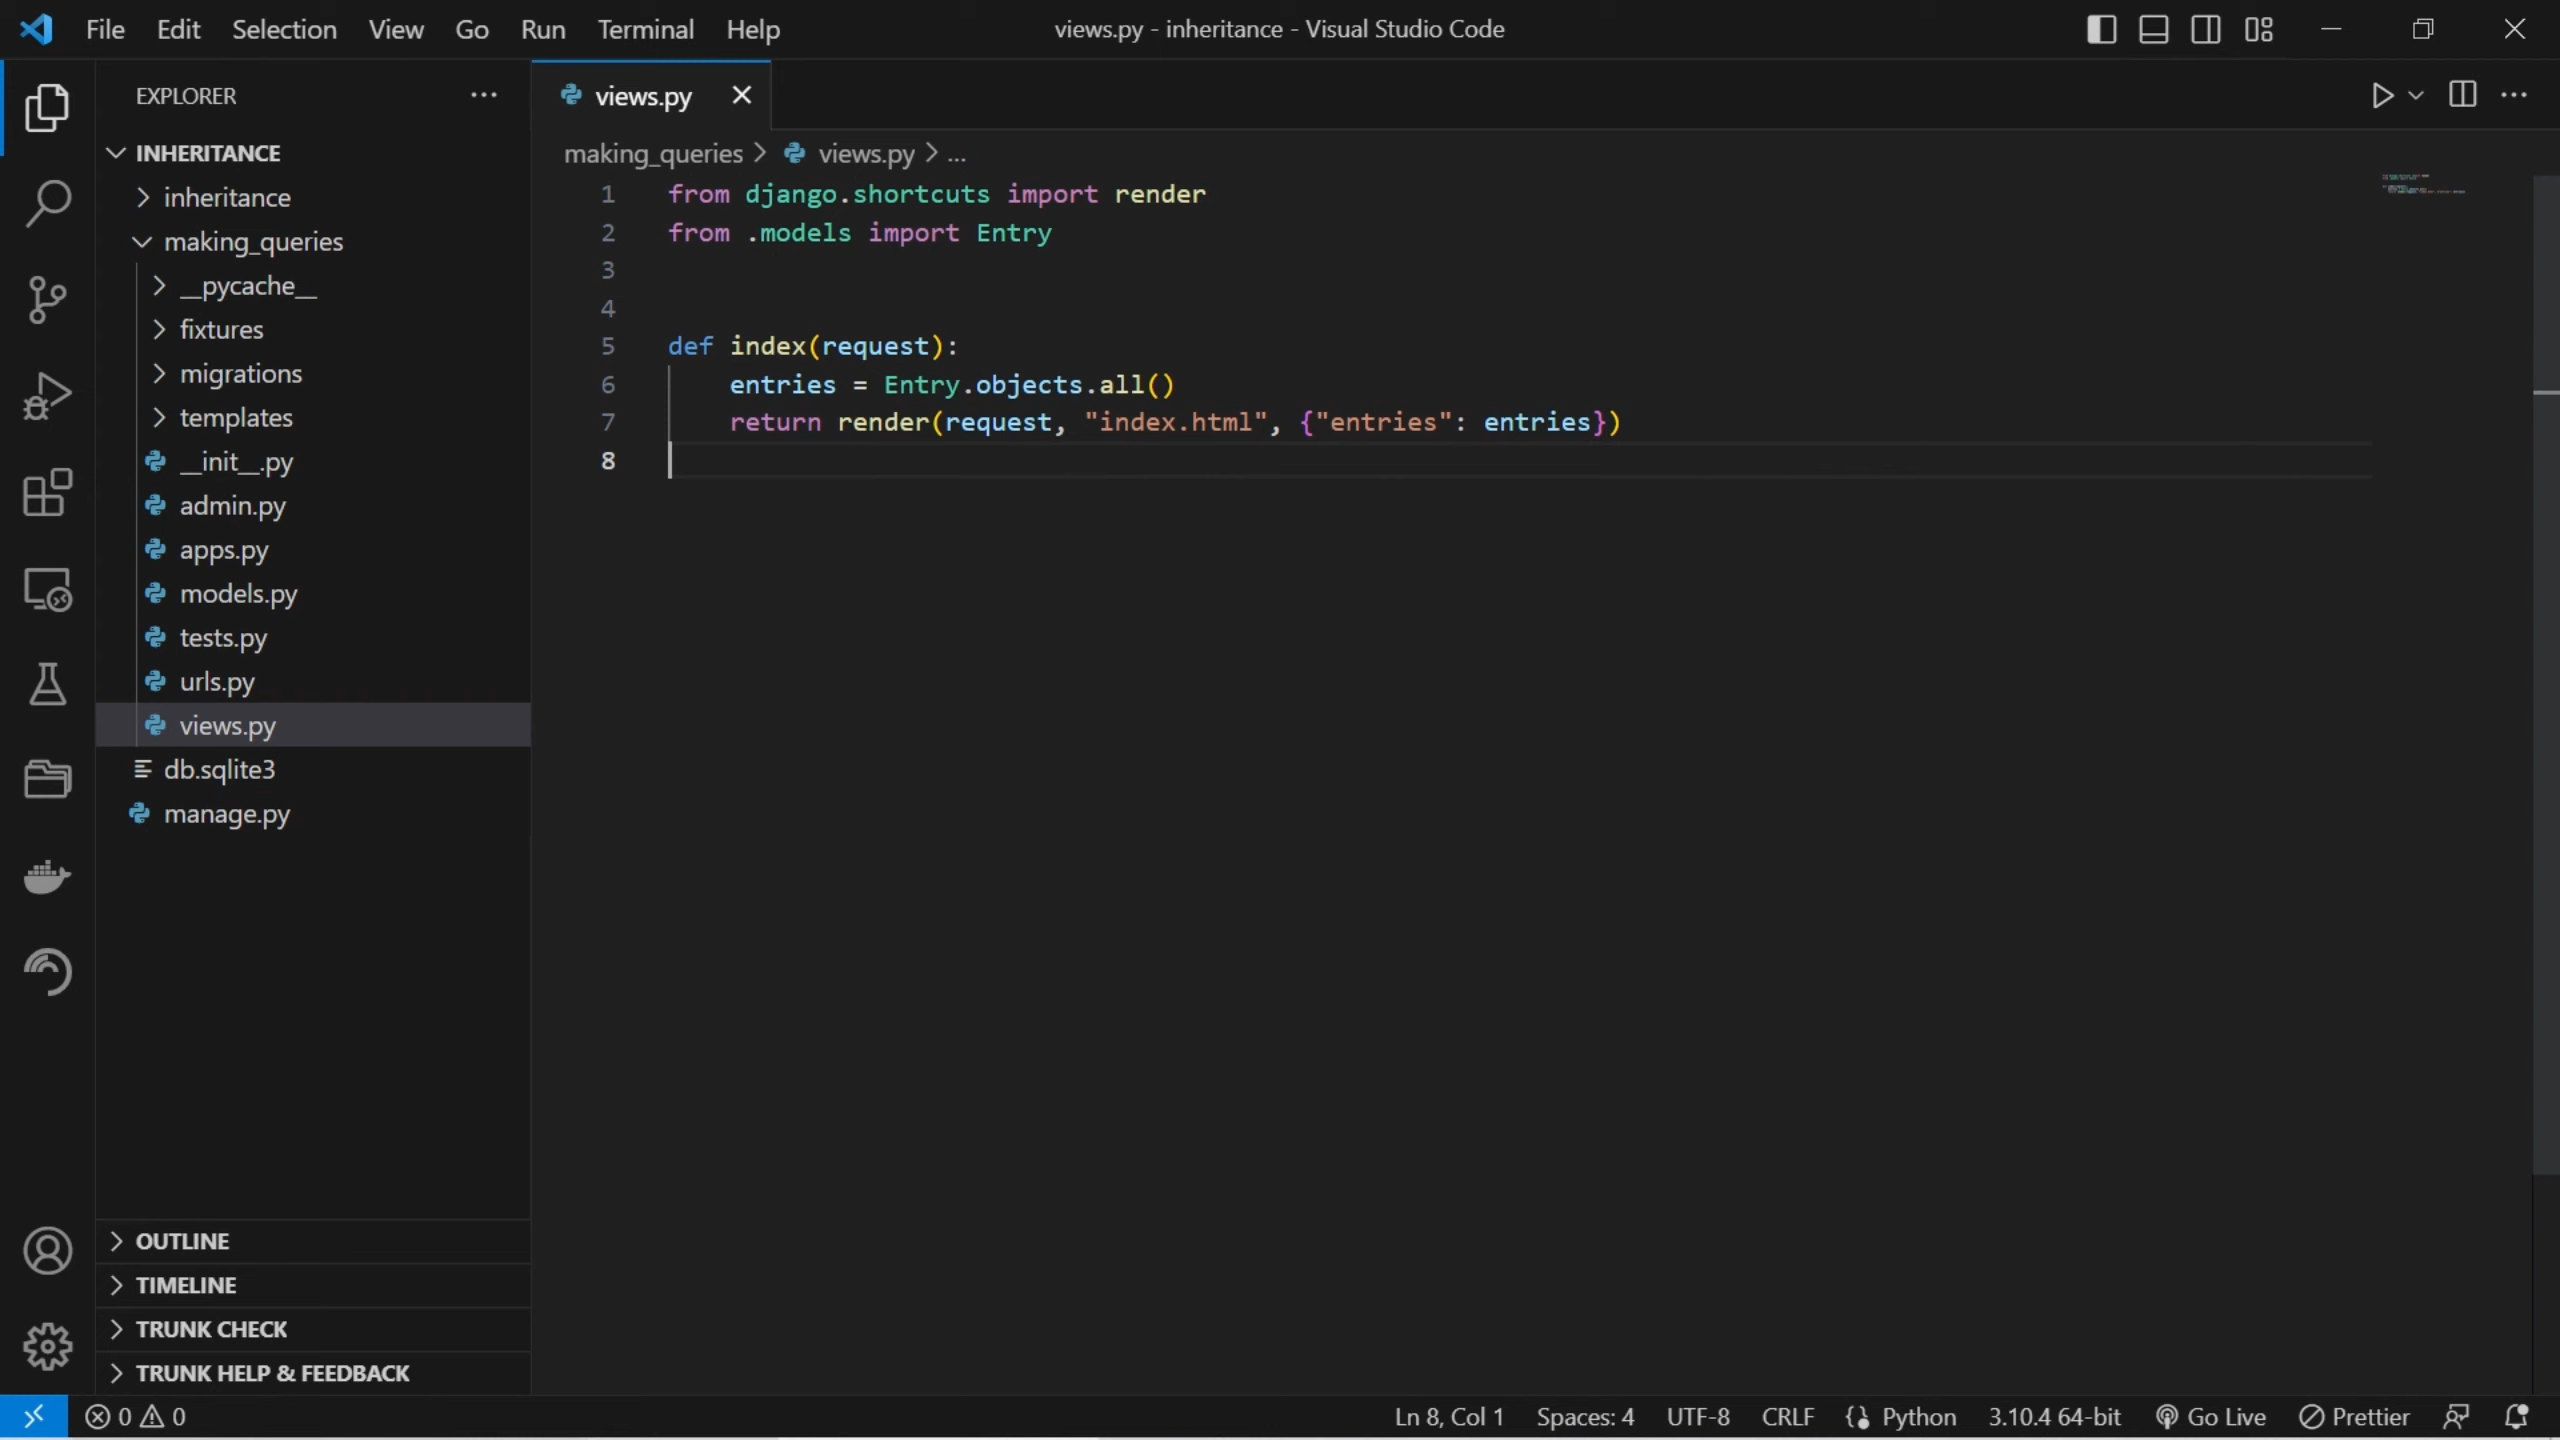 File Edit Selection View Go Run Terminal Help
views.py - inheritance - Visual Studio Code
EXPLORER
INHERITANCE
inheritance
making_queries
__pycache__
fixtures
migrations
templates
__init__.py
admin.py
apps.py
models.py
tests.py
urls.py
views.py
db.sqlite3
manage.py
OUTLINE
TIMELINE
TRUNK CHECK
TRUNK HELP & FEEDBACK
views.py
making_queries > views.py > ...
1 from django.shortcuts import render
2 from .models import Entry
3
4
5 def index(request):
6     entries = Entry.objects.all()
7     return render(request, "index.html", {"entries": entries})
8
0 0
Ln 8, Col 1 Spaces: 4 UTF-8 CRLF Python 3.10.4 64-bit Go Live Prettier